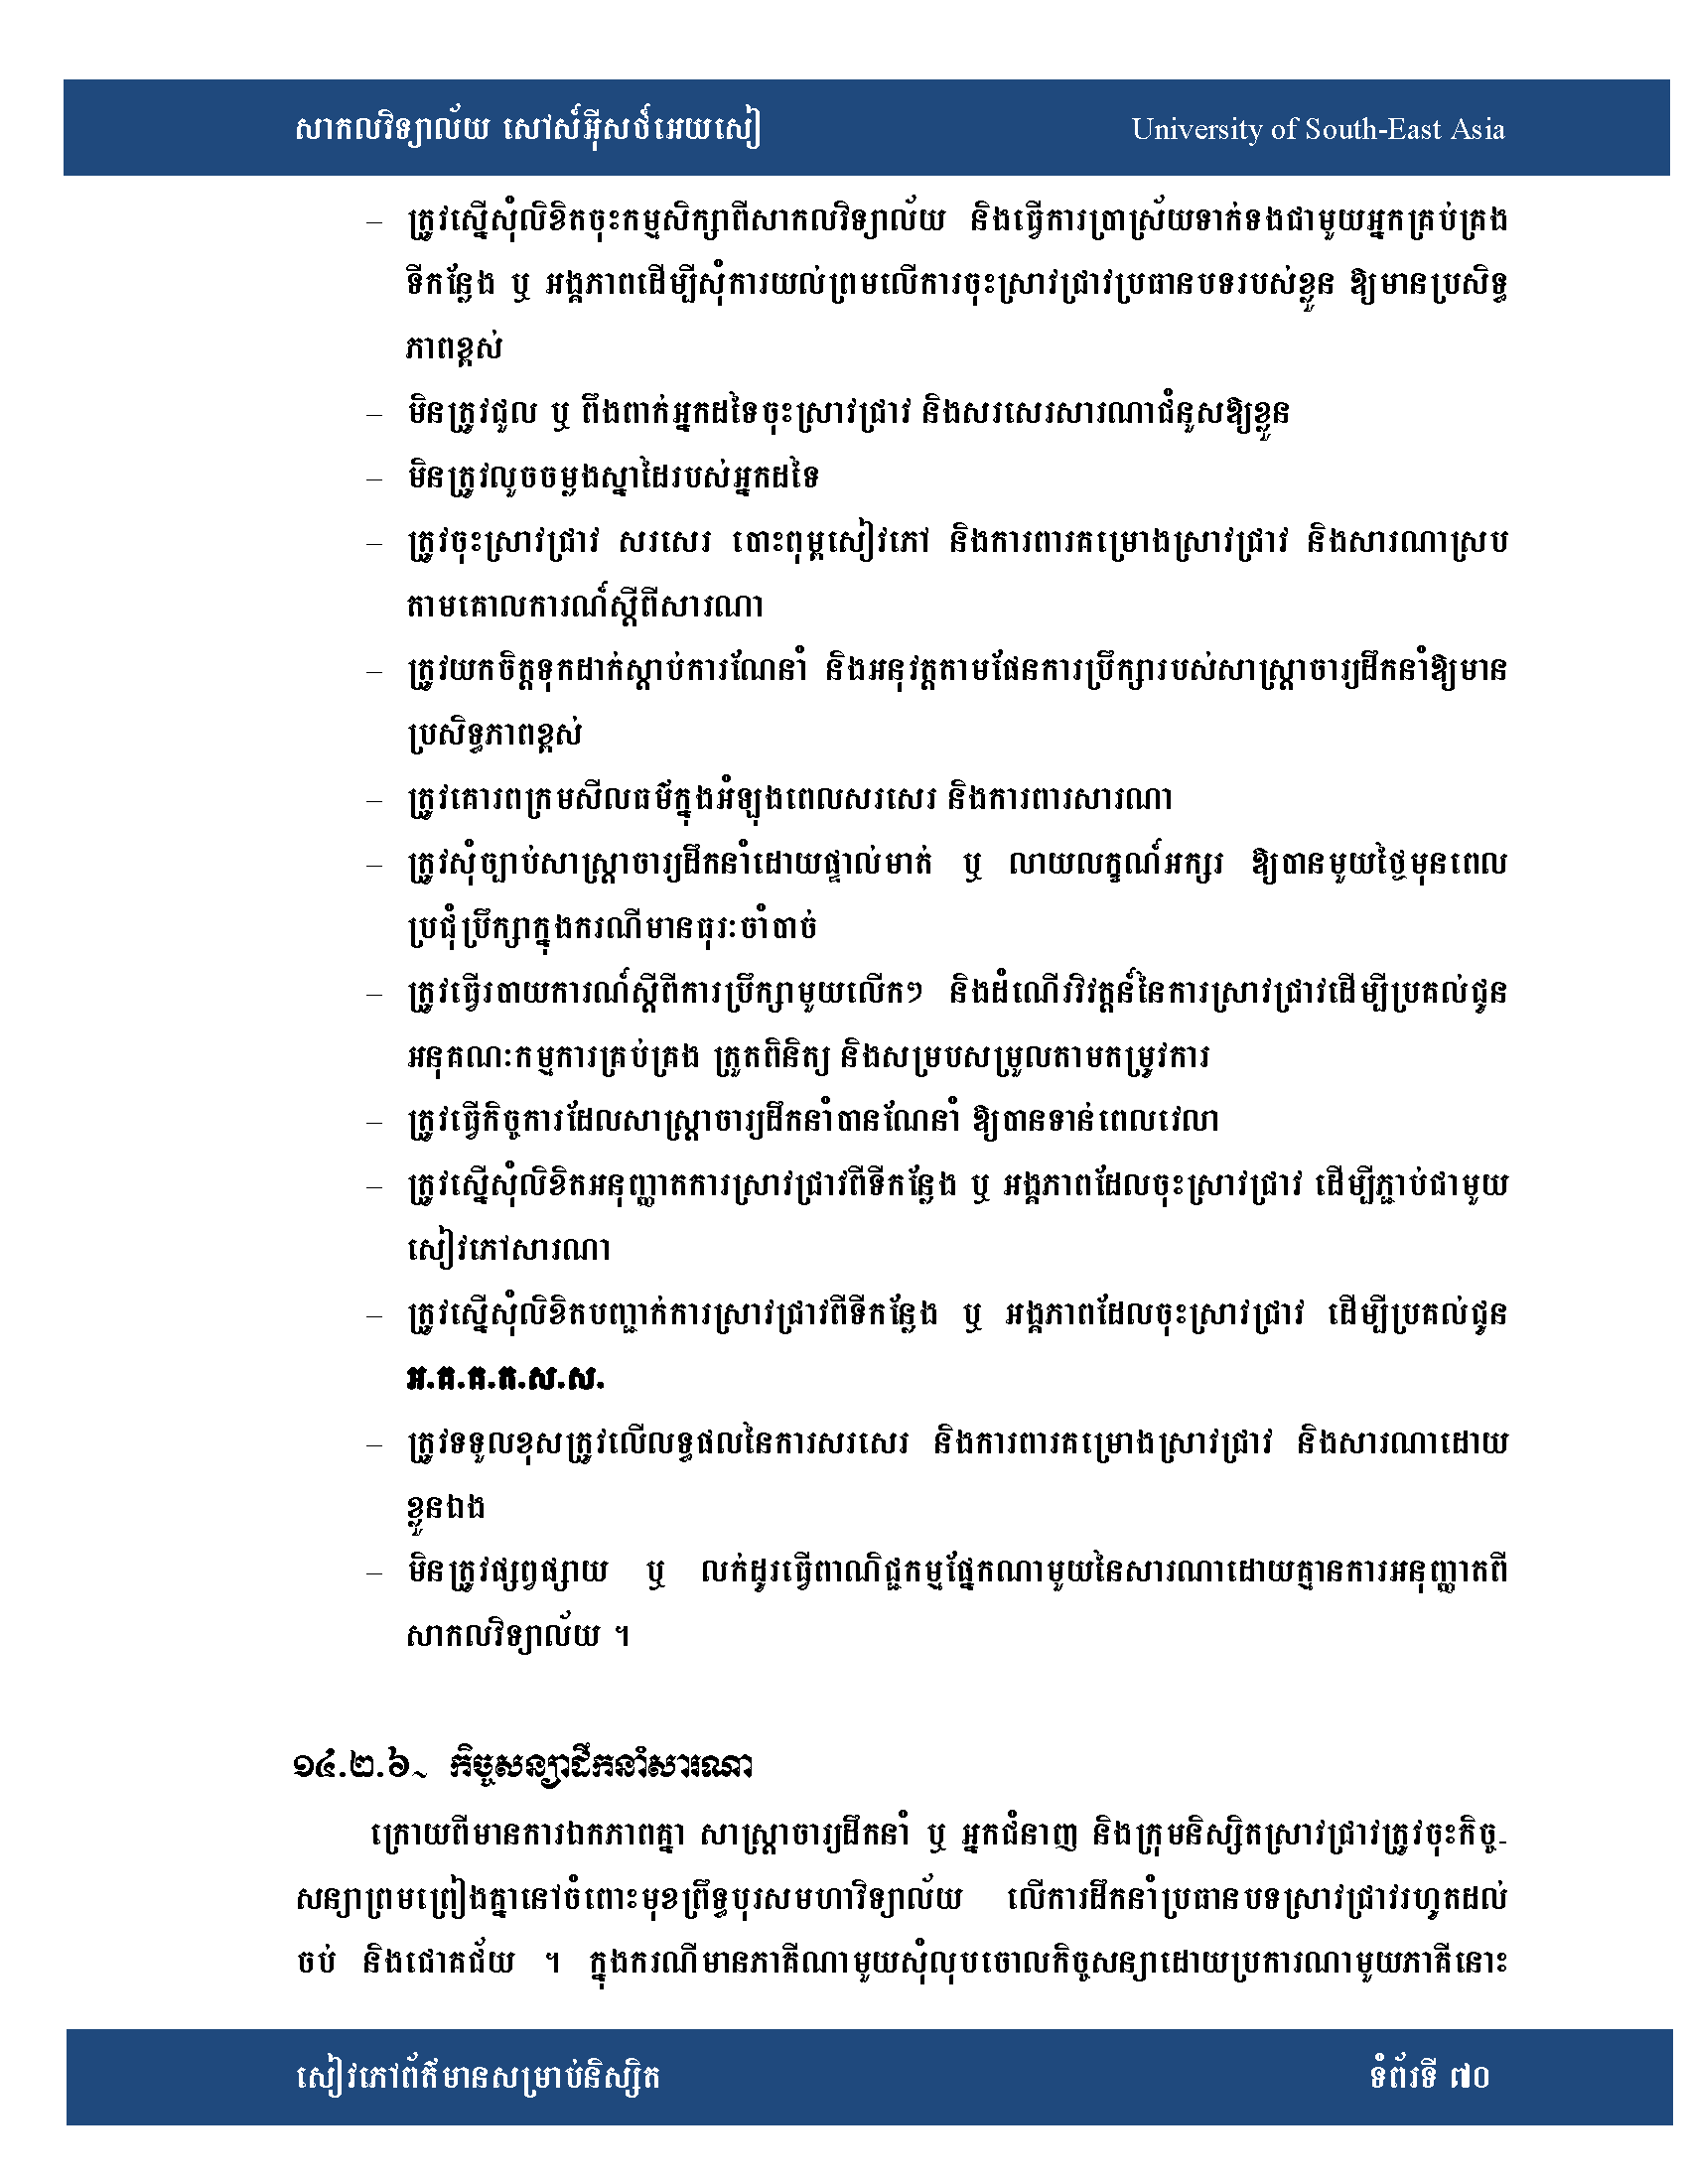 សាកលវិទ្យាល័យ សៅស៍អ៊ីសថ៍អេយសៀ University of South-East Asia
– ត្រូវស្នើសុំលិខិតចុះកម្មសិក្សាពីសាកលវិទ្យាល័យ និងធ្វើការប្រាស្រ័យទាក់ទងជាមួយអ្នកគ្រប់គ្រង
ទីកន្លែង ឬ អង្គភាពដើម្បីសុំការយល់ព្រមលើការចុះស្រាវជ្រាវប្រធានបទរបស់ខ្លួន ឱ្យមានប្រសិទ្ធ
ភាពខ្ពស់
– មិនត្រូវជួល ឬ ពឹងពាក់អ្នកដទៃចុះស្រាវជ្រាវ និងសរសេរសារណាជំនួសឱ្យខ្លួន
– មិនត្រូវលួចចម្លងស្នាដៃរបស់អ្នកដទៃ
– ត្រូវចុះស្រាវជ្រាវ សរសេរ បោះពុម្ពសៀវភៅ និងការពារគម្រោងស្រាវជ្រាវ និងសារណាស្រប
តាមគោលការណ៍ស្តីពីសារណា
– ត្រូវយកចិត្តទុកដាក់ស្តាប់ការណែនាំ និងអនុវត្តតាមផែនការប្រឹក្សារបស់សាស្ត្រាចារ្យដឹកនាំឱ្យមាន
ប្រសិទ្ធភាពខ្ពស់
– ត្រូវគោរពក្រមសីលធម៌ក្នុងអំឡុងពេលសរសេរ និងការពារសារណា
– ត្រូវសុំច្បាប់សាស្ត្រាចារ្យដឹកនាំដោយផ្ទាល់មាត់ ឬ លាយលក្ខណ៍អក្សរ ឱ្យបានមួយថ្ងៃមុនពេល
ប្រជុំប្រឹក្សាក្នុងករណីមានធុរៈចាំបាច់
– ត្រូវធ្វើរបាយការណ៍ស្តីពីការប្រឹក្សាមួយលើកៗ និងដំណើរវិវត្តន៍នៃការស្រាវជ្រាវដើម្បីប្រគល់ជូន
អនុគណៈកម្មការគ្រប់គ្រង ត្រួតពិនិត្យ និងសម្របសម្រួលតាមតម្រូវការ
– ត្រូវធ្វើកិច្ចការដែលសាស្ត្រាចារ្យដឹកនាំបានណែនាំ ឱ្យបានទាន់ពេលវេលា
– ត្រូវស្នើសុំលិខិតអនុញ្ញាតការស្រាវជ្រាវពីទីកន្លែង ឬ អង្គភាពដែលចុះស្រាវជ្រាវ ដើម្បីភ្ជាប់ជាមួយ
សៀវភៅសារណា
– ត្រូវស្នើសុំលិខិតបញ្ជាក់ការស្រាវជ្រាវពីទីកន្លែង ឬ អង្គភាពដែលចុះស្រាវជ្រាវ ដើម្បីប្រគល់ជូន
អ.គ.គ.ត.ស.ស.
– ត្រូវទទួលខុសត្រូវលើលទ្ធផលនៃការសរសេរ និងការពារគម្រោងស្រាវជ្រាវ និងសារណាដោយ
ខ្លួនឯង
– មិនត្រូវផ្សព្វផ្សាយ ឬ លក់ដូរធ្វើពាណិជ្ជកម្មផ្នែកណាមួយនៃសារណាដោយគ្មានការអនុញ្ញាតពី
សាកលវិទ្យាល័យ ។
១៤.២.៦~ កិច្ចសន្យាដឹកនាំសារណា
ក្រោយពីមានការឯកភាពគ្នា សាស្ត្រាចារ្យដឹកនាំ ឬ អ្នកជំនាញ និងក្រុមនិស្សិតស្រាវជ្រាវត្រូវចុះកិច្ច-
សន្យាព្រមព្រៀងគ្នានៅចំពោះមុខព្រឹទ្ធបុរសមហាវិទ្យាល័យ លើការដឹកនាំប្រធានបទស្រាវជ្រាវរហូតដល់
ចប់ និងជោគជ័យ ។ ក្នុងករណីមានភាគីណាមួយសុំលុបចោលកិច្ចសន្យាដោយប្រការណាមួយភាគីនោះ
សៀវភៅព័ត៌មានសម្រាប់និស្សិត ទំព័រទី ៧០